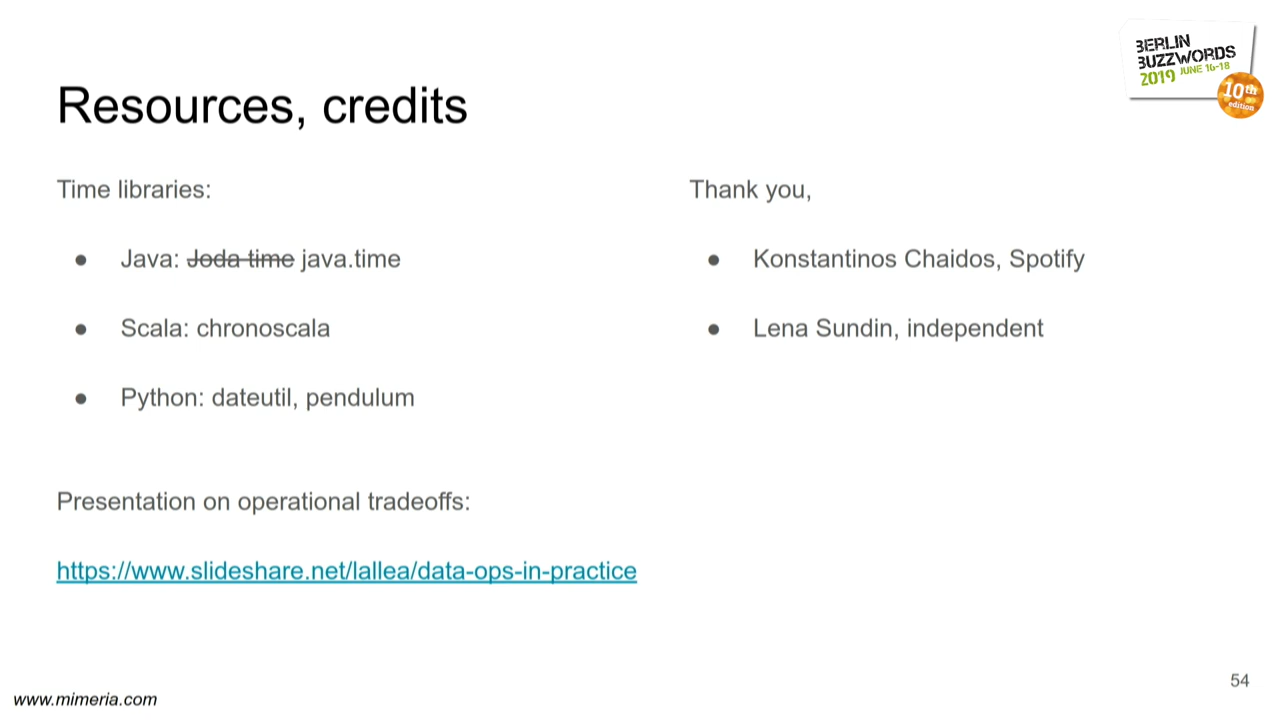 BERLIN
BUZZWORDS
2019 JUNE 16-18
10th
edition
Resources, credits
Time libraries:
● Java: Joda time java.time
● Scala: chronoscala
● Python: dateutil, pendulum
Presentation on operational tradeoffs:
https://www.slideshare.net/lallea/data-ops-in-practice
Thank you,
● Konstantinos Chaidos, Spotify
● Lena Sundin, independent
www.mimeria.com
54